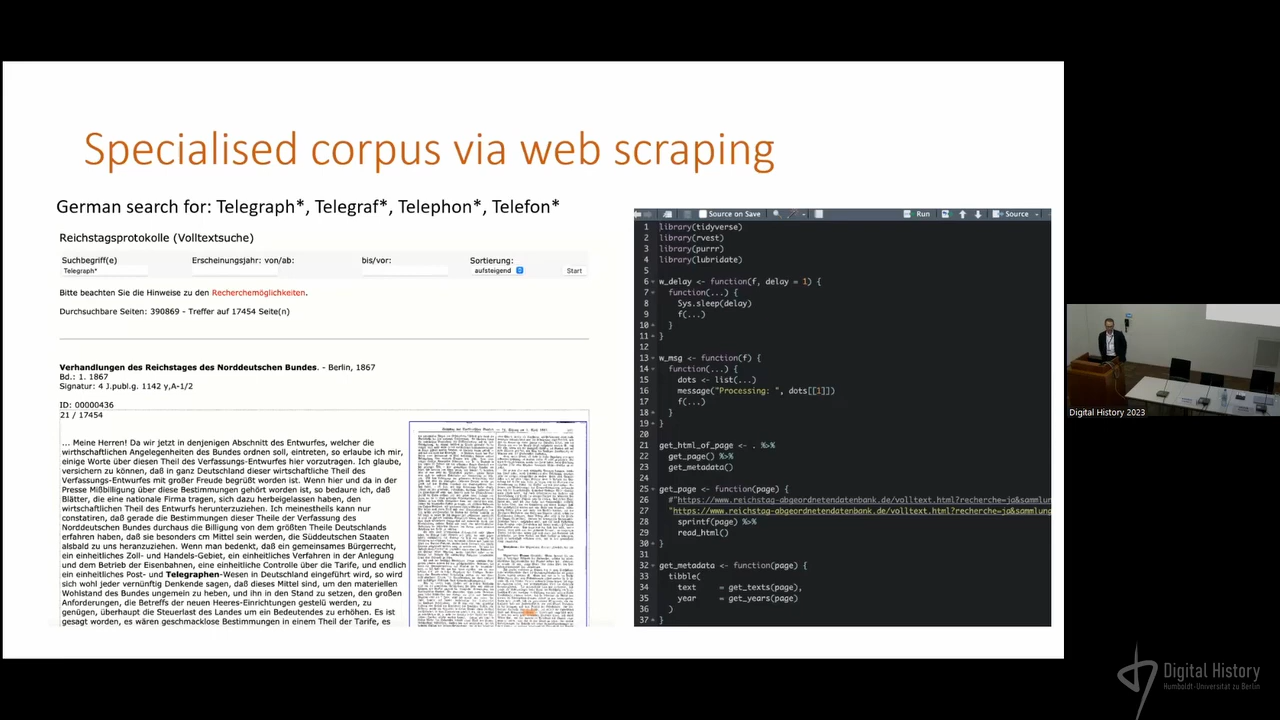 Specialised corpus via web scraping
German search for: Telegraph*, Telegraf*, Telephon*, Telefon*
Reichstagsprotokolle (Volltextsuche)
Suchbegriff(e) Erscheinungsjahr: von/ab: bis/vor: Sortierung:
Telegraph* aufsteigend Start
Bitte beachten Sie die Hinweise zu den Recherchemöglichkeiten.
Durchsuchbare Seiten: 390869 - Treffer auf 17454 Seite(n)
Verhandlungen des Reichstages des Norddeutschen Bundes. - Berlin, 1867
Bd.: 1. 1867
Signatur: 4 J.publ.g. 1142 y,A-1/2
ID: 00000436
21 / 17454
... Meine Herren! Da wir jetzt in denjenigen Abschnitt des Entwurfes, welcher die
wirthschaftlichen Angelegenheiten des Bundes ordnen soll, eintreten, so erlaube ich mir,
einige Worte über diesen Theil des Verfassungs-Entwurfes hier vorzutragen. Ich glaube,
versichern zu können, daß in ganz Deutschland dieser wirthschaftliche Theil des
Verfassungs-Entwurfes mit großer Freude begrüßt worden ist. Wenn hier und da in der
Presse Mißbilligung über diese Bestimmungen gehört worden ist, so bedaure ich, daß
Blätter, die eine nationale Firma tragen, sich dazu herbeigelassen haben, den
wirthschaftlichen Theil des Entwurfs herunterzuziehen. Ich meinestheils kann nur
constatiren, daß gerade die Bestimmungen dieser Theile der Verfassung des
Norddeutschen Bundes durchaus die Billigung von dem größten Theile Deutschlands
erfahren haben, daß sie besonders cm Mittel sein werden, die Süddeutschen Staaten
alsbald zu uns heranzuziehen. Wenn man bedenkt, daß ein gemeinsames Bürgerrecht,
ein einheitliches Zoll- und Handels-Gebiet, ein einheitliches Verfahren in der Anlegung
und dem Betrieb der Eisenbahnen, eine einheitliche Controlle über die Tarife, und endlich
ein einheitliches Post- und Telegraphen-Wesen in Deutschland eingeführt wird, so wird
sich wohl jeder vernünftig Denkende sagen, daß dieses Mittel sind, um den materiellen
Wohlstand des Bundes ungemein zu heben, und ihn in den Stand zu setzen, den großen
Anforderungen, die Betreffs der neuen Heeres-Einrichtungen gestelü werden, zu
genügen, überhaupt die Steuerlast des Landes um ein Bedeutendes zu erhöhen. Es ist
gesagt worden, es wären geschmacklose Bestimmungen in einem Theil der Tarife, es
Source on Save Run Source
1 library(tidyverse)
2 library(rvest)
3 library(purrr)
4 library(lubridate)
5
6 w_delay <- function(f, delay = 1) {
7 function(...) {
8 Sys.sleep(delay)
9 f(...)
10 }
11 }
12
13 w_msg <- function(f) {
14 function(...) {
15 dots <- list(...)
16 message("Processing: ", dots[[1]])
17 f(...)
18 }
19 }
20
21 get_html_of_page <- . %>%
22 get_page() %>%
23 get_metadata()
24
25 get_page <- function(page) {
26 #"https://www.reichstag-abgeordnetendatenbank.de/volltext.html?recherche=ja&sammlun
27 "https://www.reichstag-abgeordnetendatenbank.de/volltext.html?recherche=ja&sammlung
28 sprintf(page) %>%
29 read_html()
30 }
31
32 get_metadata <- function(page) {
33 tibble(
34 text = get_texts(page),
35 year = get_years(page)
36 )
37 }
Digital History 2023
Digital History
Humboldt-Universität zu Berlin